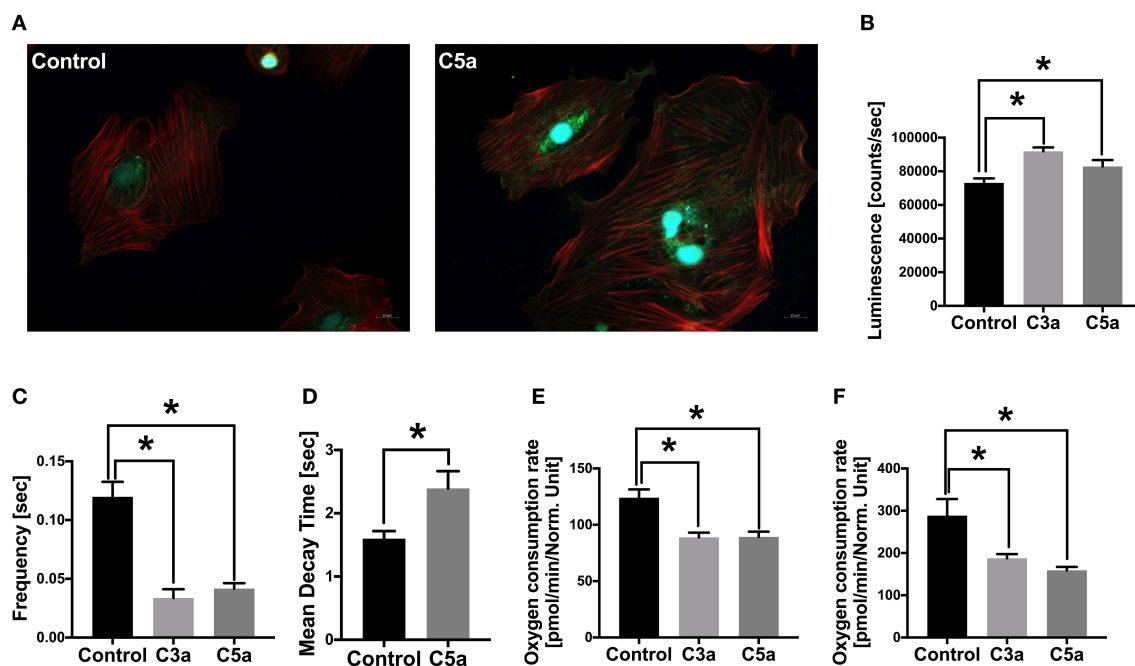 A
Control
C5a
B
*
*
Luminescence [counts/sec]
100000
80000
60000
40000
20000
0
Control C3a C5a
C
*
*
Frequency [sec]
0.15
0.10
0.05
0.00
Control C3a C5a
D
*
Mean Decay Time [sec]
3
2
1
0
Control C5a
E
*
*
Oxygen consumption rate
[pmol/min/Norm. Unit]
150
100
50
0
Control C3a C5a
F
*
*
Oxygen consumption rate
[pmol/min/Norm. Unit]
400
300
200
100
0
Control C3a C5a